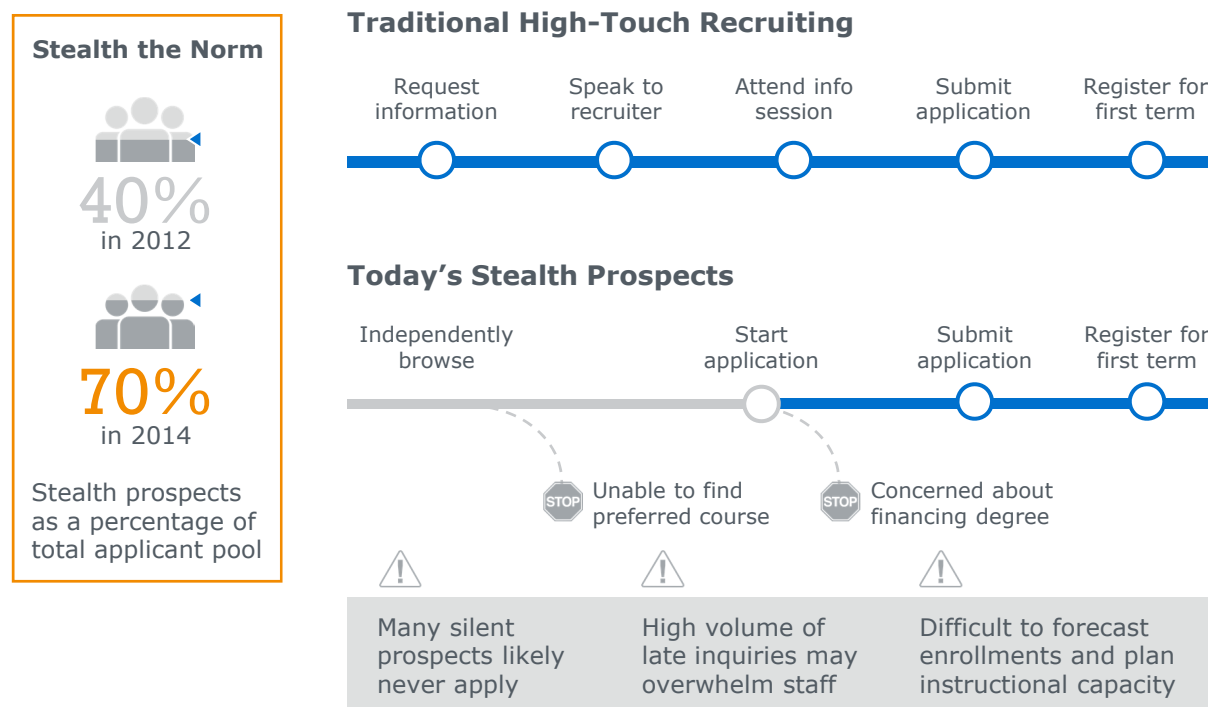 Stealth the Norm
40%
in 2012
70%
in 2014
Stealth prospects
as a percentage of
total applicant pool
Traditional High-Touch Recruiting
Request
information
Speak to
recruiter
Attend info
session
Submit
application
Register for
first term
Today’s Stealth Prospects
Independently
browse
Start
application
Submit
application
Register for
first term
STOP
Unable to find
preferred course
STOP
Concerned about
financing degree
Many silent
prospects likely
never apply
High volume of
late inquiries may
overwhelm staff
Difficult to forecast
enrollments and plan
instructional capacity